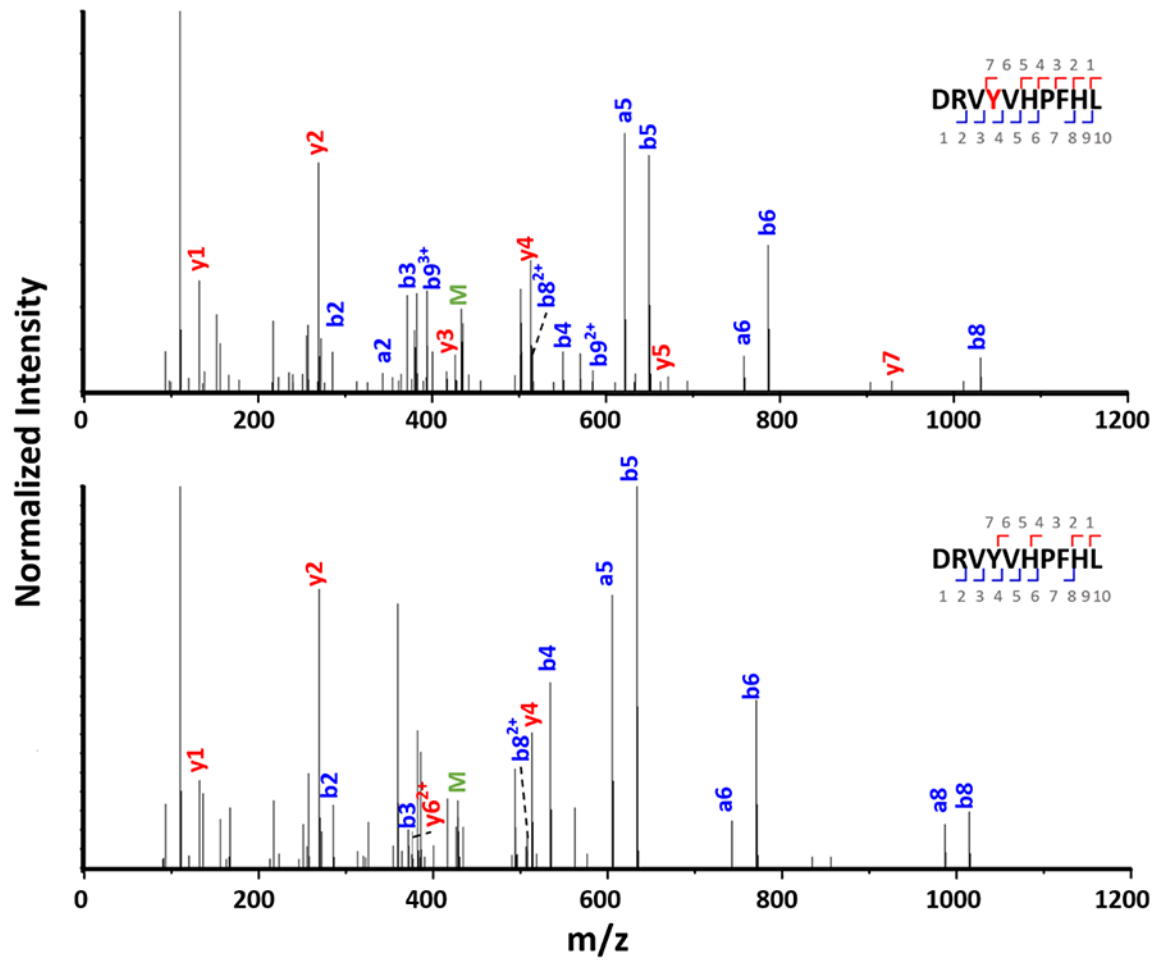 Normalized Intensity
y1
y2
b2
a2
b3
b93+
y3
M
y4
b82+
b4
b92+
a5
b5
y5
a6
b6
y7
b8
7 6 5 4 3 2 1
DRVYVHPFHL
1 2 3 4 5 6 7 8 9 10
0 200 400 600 800 1000 1200
y1
y2
b2
b3
y62+
M
b82+
y4
b4
a5
b5
a6
b6
a8
b8
7 6 5 4 3 2 1
DRVYVHPFHL
1 2 3 4 5 6 7 8 9 10
0 200 400 600 800 1000 1200
m/z